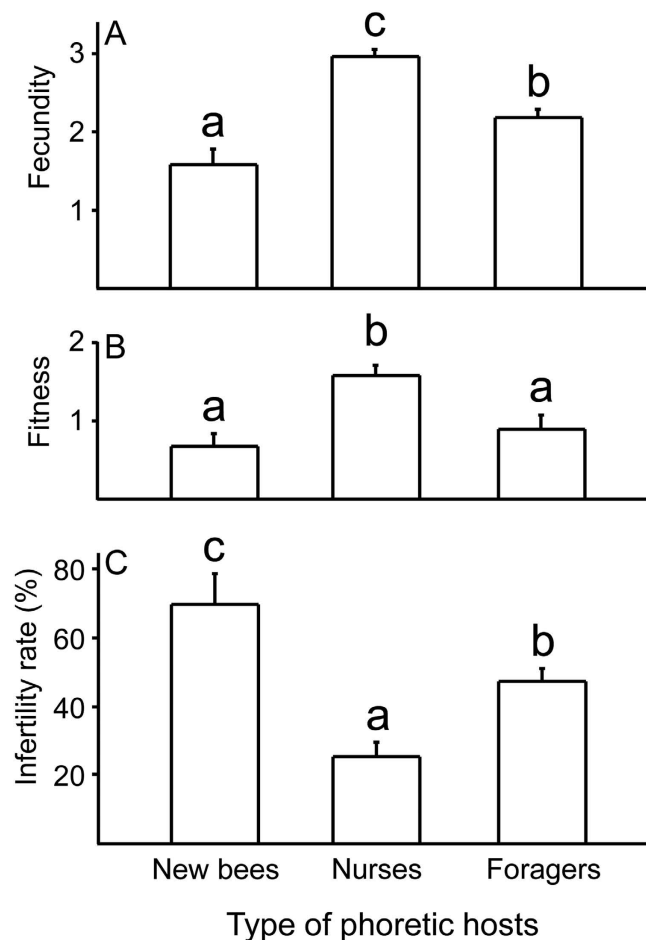 A
Fecundity
3
2
1
a
c
b
B
Fitness
2
1
a
b
a
C
Infertility rate (%)
80
60
40
20
c
a
b
New bees Nurses Foragers
Type of phoretic hosts